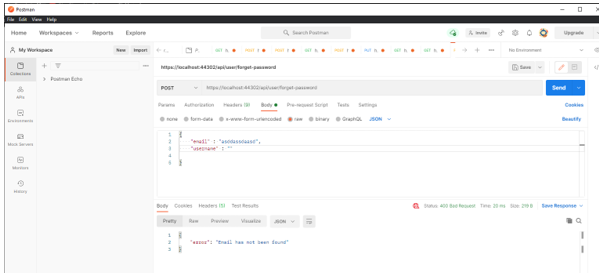 Postman
File Edit View Help
Home Workspaces Reports Explore Search Postman Invite Upgrade
My Workspace New Import No Environment
Collections
Postman Echo
APIs
Environments
Mock Servers
Monitors
History
https://localhost:44302/api/user/forget-password Save
POST https://localhost:44302/api/user/forget-password Send
Params Authorization Headers (9) Body Pre-request Script Tests Settings Cookies
none form-data x-www-form-urlencoded raw binary GraphQL JSON Beautify
1
2 "email" :
3 "username" : ""
4
5
Body Cookies Headers (5) Test Results Status: 400 Bad Request Time: 20 ms Size: 219 B Save Response
Pretty Raw Preview Visualize JSON
1
2 "error": "Email has not been found"
3